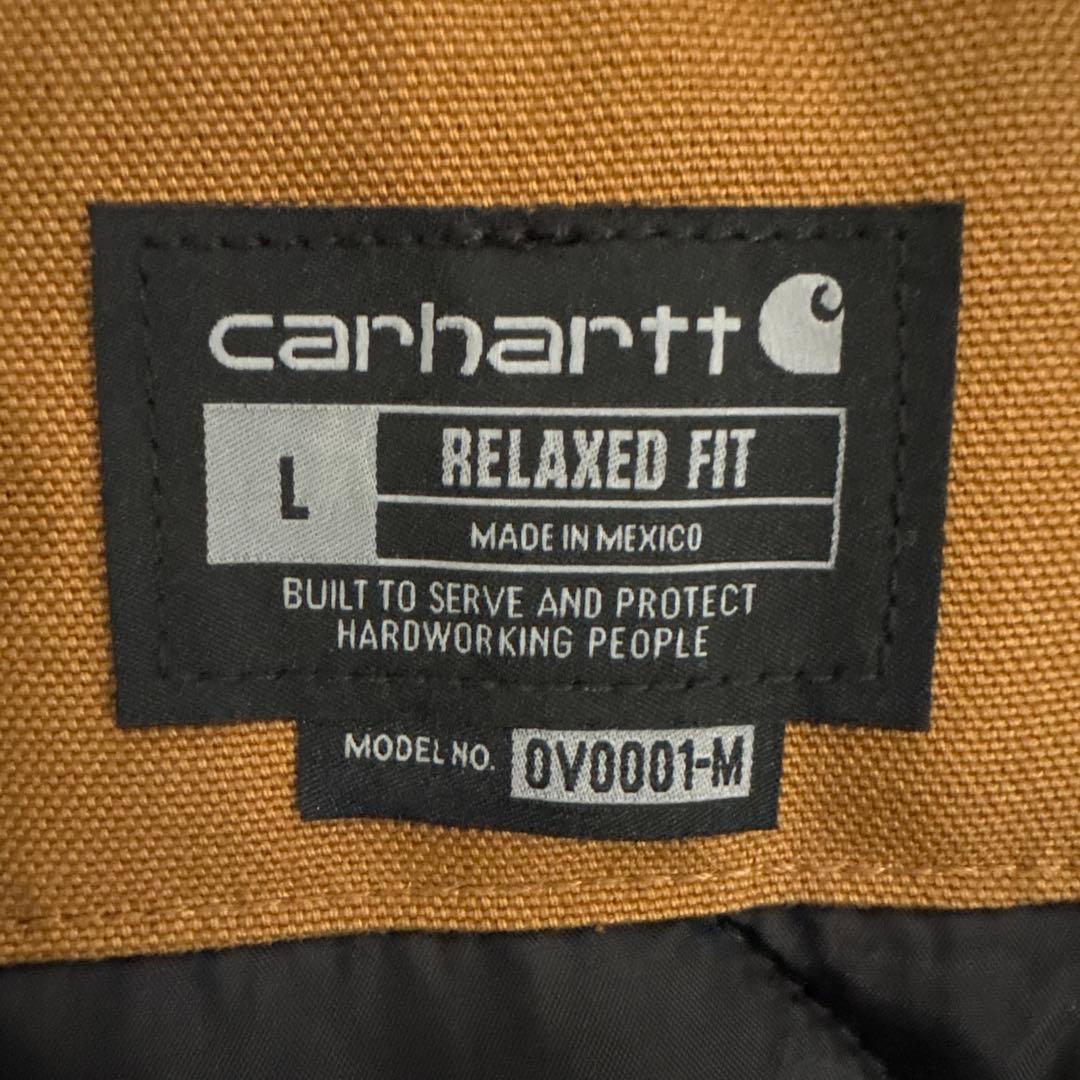 carhartt
L
RELAXED FIT
MADE IN MEXICO
BUILT TO SERVE AND PROTECT
HARDWORKING PEOPLE
MODEL NO. OV0001-M